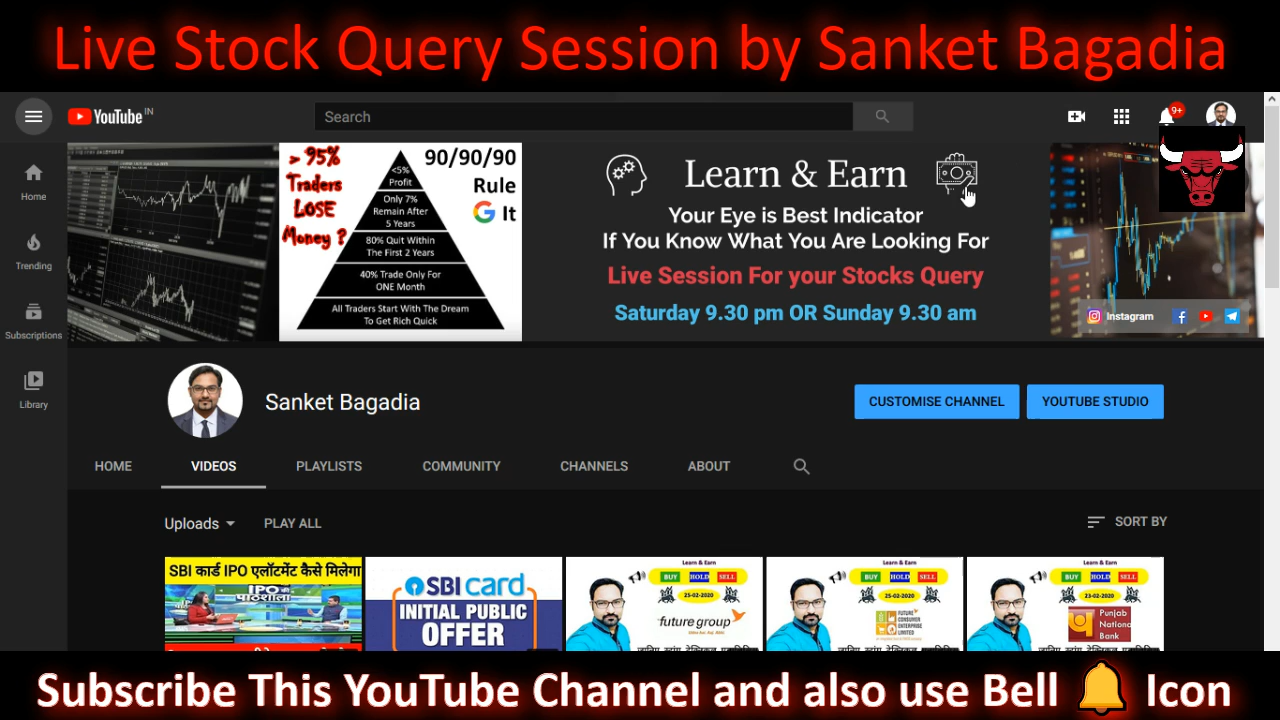 Live Stock Query Session by Sanket Bagadia
YouTube IN
Search
9+
Home
Trending
Subscriptions
Library
> 95%
Traders
LOSE
Money ?
90/90/90
Rule
G It
<5%
Profit
Only 7%
Remain After
5 Years
80% Quit Within
The First 2 Years
40% Trade Only For
ONE Month
All Traders Start With The Dream
To Get Rich Quick
Learn & Earn
Your Eye is Best Indicator
If You Know What You Are Looking For
Live Session For your Stocks Query
Saturday 9.30 pm OR Sunday 9.30 am
Instagram
Sanket Bagadia
CUSTOMISE CHANNEL
YOUTUBE STUDIO
HOME
VIDEOS
PLAYLISTS
COMMUNITY
CHANNELS
ABOUT
Uploads
PLAY ALL
SORT BY
SBI कार्ड IPO एलॉटमेंट कैसे मिलेगा
IPO की
पाठशाला
SBI card
INITIAL PUBLIC
OFFER
Learn & Earn
BUY HOLD SELL
25-02-2020
future group
Learn & Earn
BUY HOLD SELL
25-02-2020
FUTURE
CONSUMER
ENTERPRISE
LIMITED
Learn & Earn
BUY HOLD SELL
23-02-2020
Punjab
Nationa
Bank
Subscribe This YouTube Channel and also use Bell Icon